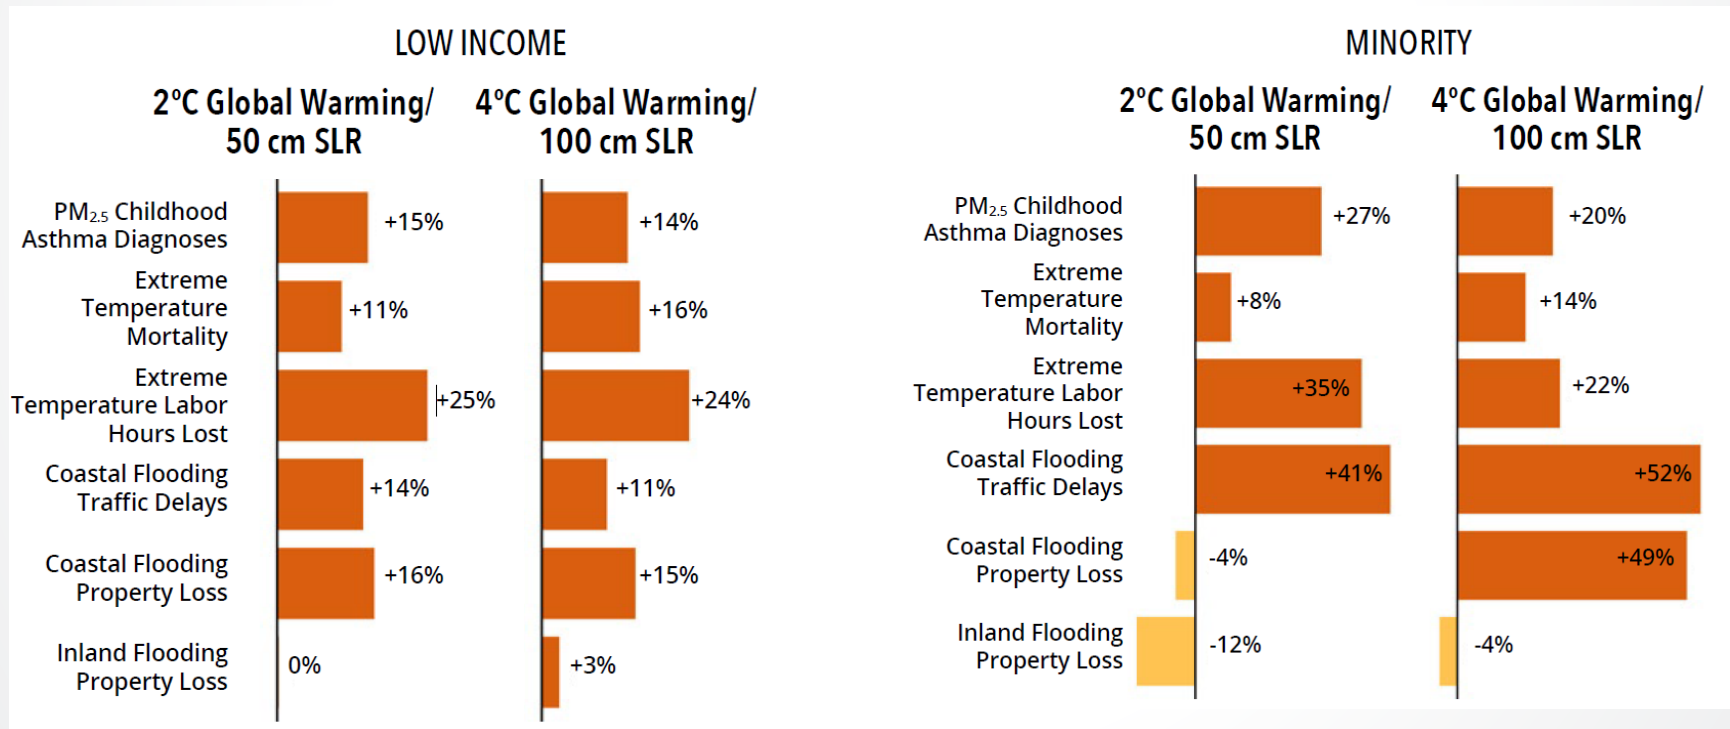 LOW INCOME
2°C Global Warming/
50 cm SLR
4°C Global Warming/
100 cm SLR
PM2.5 Childhood
Asthma Diagnoses
+15%
+14%
Extreme
Temperature
Mortality
+11%
+16%
Extreme
Temperature Labor
Hours Lost
+25%
+24%
Coastal Flooding
Traffic Delays
+14%
+11%
Coastal Flooding
Property Loss
+16%
+15%
Inland Flooding
Property Loss
0%
+3%
MINORITY
2°C Global Warming/
50 cm SLR
4°C Global Warming/
100 cm SLR
PM2.5 Childhood
Asthma Diagnoses
+27%
+20%
Extreme
Temperature
Mortality
+8%
+14%
Extreme
Temperature Labor
Hours Lost
+35%
+22%
Coastal Flooding
Traffic Delays
+41%
+52%
Coastal Flooding
Property Loss
-4%
+49%
Inland Flooding
Property Loss
-12%
-4%